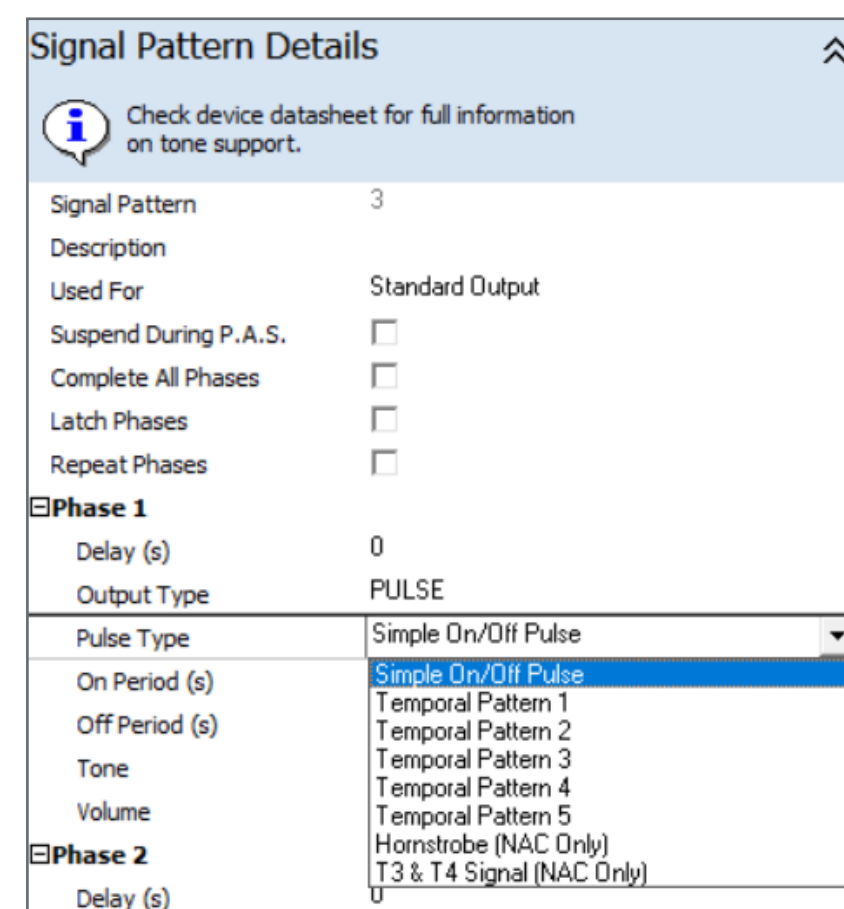 Signal Pattern Details
Check device datasheet for full information
on tone support.
Signal Pattern 3
Description
Used For Standard Output
Suspend During P.A.S.
Complete All Phases
Latch Phases
Repeat Phases
Phase 1
Delay (s) 0
Output Type PULSE
Pulse Type Simple On/Off Pulse
On Period (s) Simple On/Off Pulse
Temporal Pattern 1
Off Period (s) Temporal Pattern 2
Tone Temporal Pattern 3
Temporal Pattern 4
Volume Temporal Pattern 5
Phase 2 Hornstrobe (NAC Only)
T3 & T4 Signal (NAC Only)
Delay (s) 0